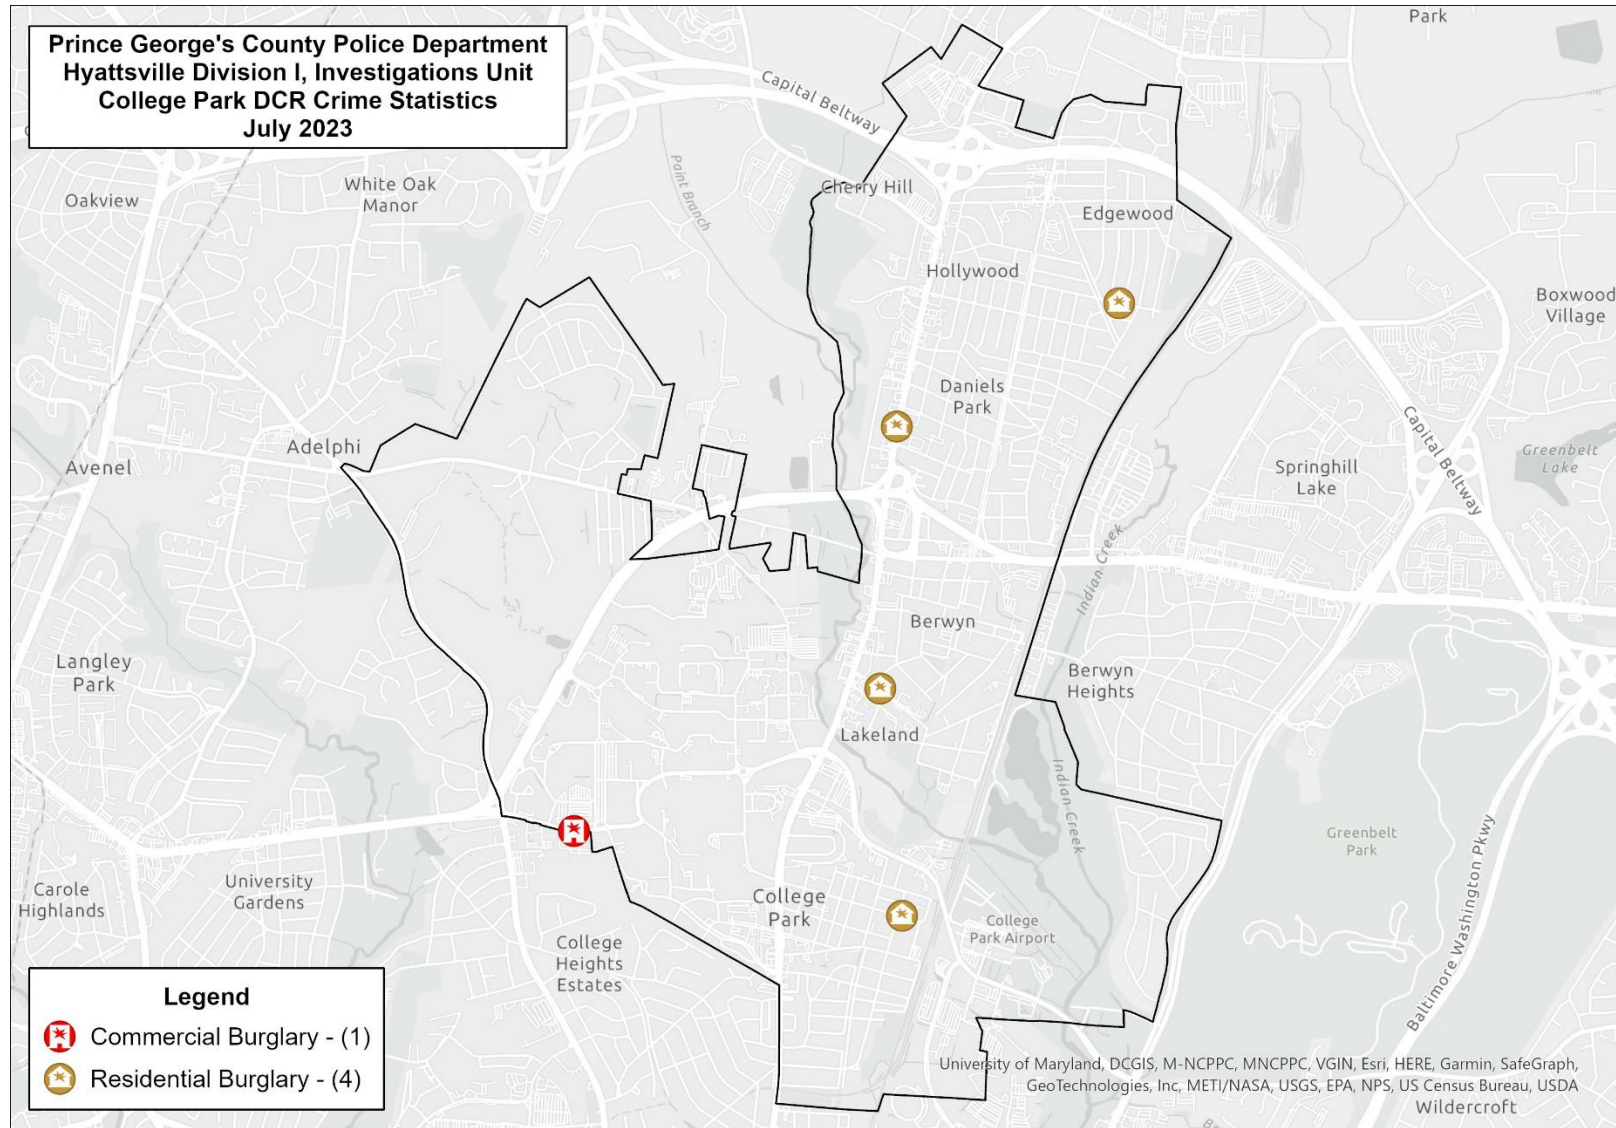 Prince George's County Police Department
Hyattsville Division I, Investigations Unit
College Park DCR Crime Statistics
July 2023
Park
Capital Beltway
Paint Branch
White Oak
Manor
Oakview
Cherry Hill
Edgewood
Hollywood
Boxwood
Village
Daniels
Park
Adelphi
Avenel
Capital Beltway
Springhill
Lake
Greenbelt
Lake
Indian Creek
Berwyn
Langley
Park
Berwyn
Heights
Lakeland
Indian Creek
Greenbelt
Park
Baltimore Washington Pkwy
Carole
Highlands
University
Gardens
College
Park
College
Park Airport
College
Heights
Estates
Legend
Commercial Burglary - (1)
Residential Burglary - (4)
University of Maryland, DCGIS, M-NCPPC, MNCPPC, VGIN, Esri, HERE, Garmin, SafeGraph,
GeoTechnologies, Inc, METI/NASA, USGS, EPA, NPS, US Census Bureau, USDA
Wildercroft